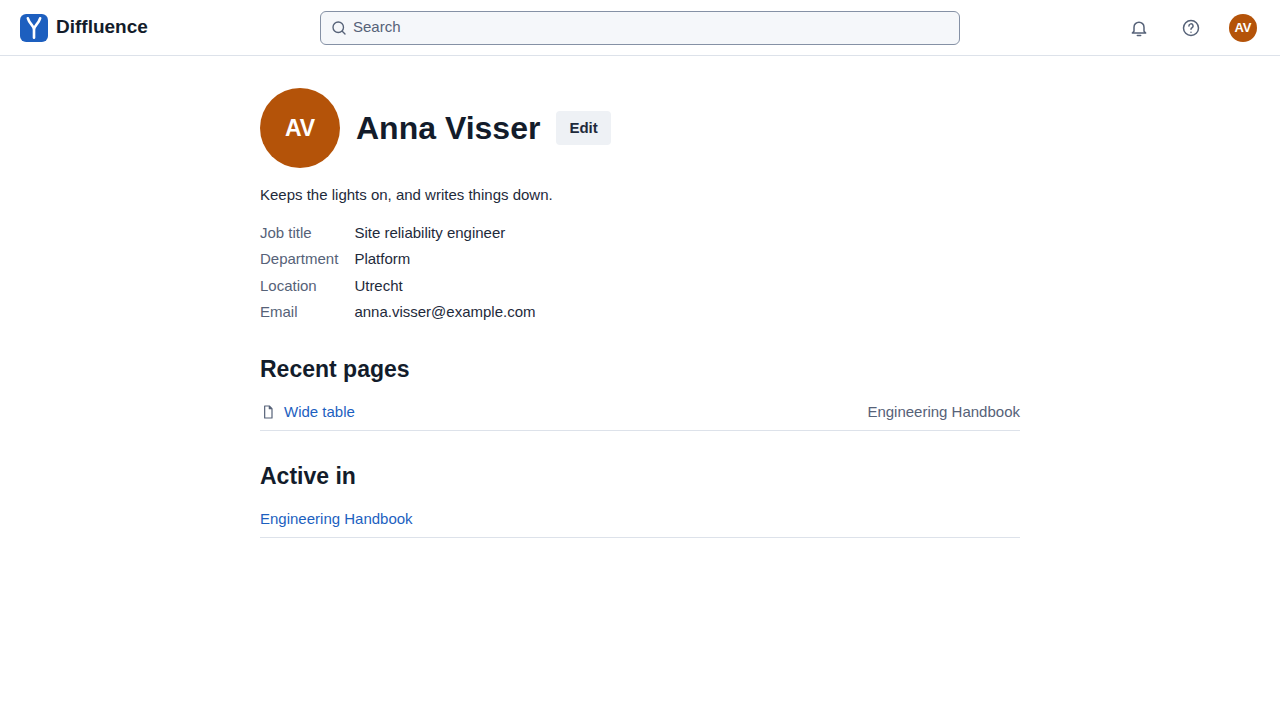 Diffluence
Search
AV
AV
Anna Visser
Edit
Keeps the lights on, and writes things down.
Job title Site reliability engineer
Department Platform
Location Utrecht
Email anna.visser@example.com
Recent pages
Wide table Engineering Handbook
Active in
Engineering Handbook